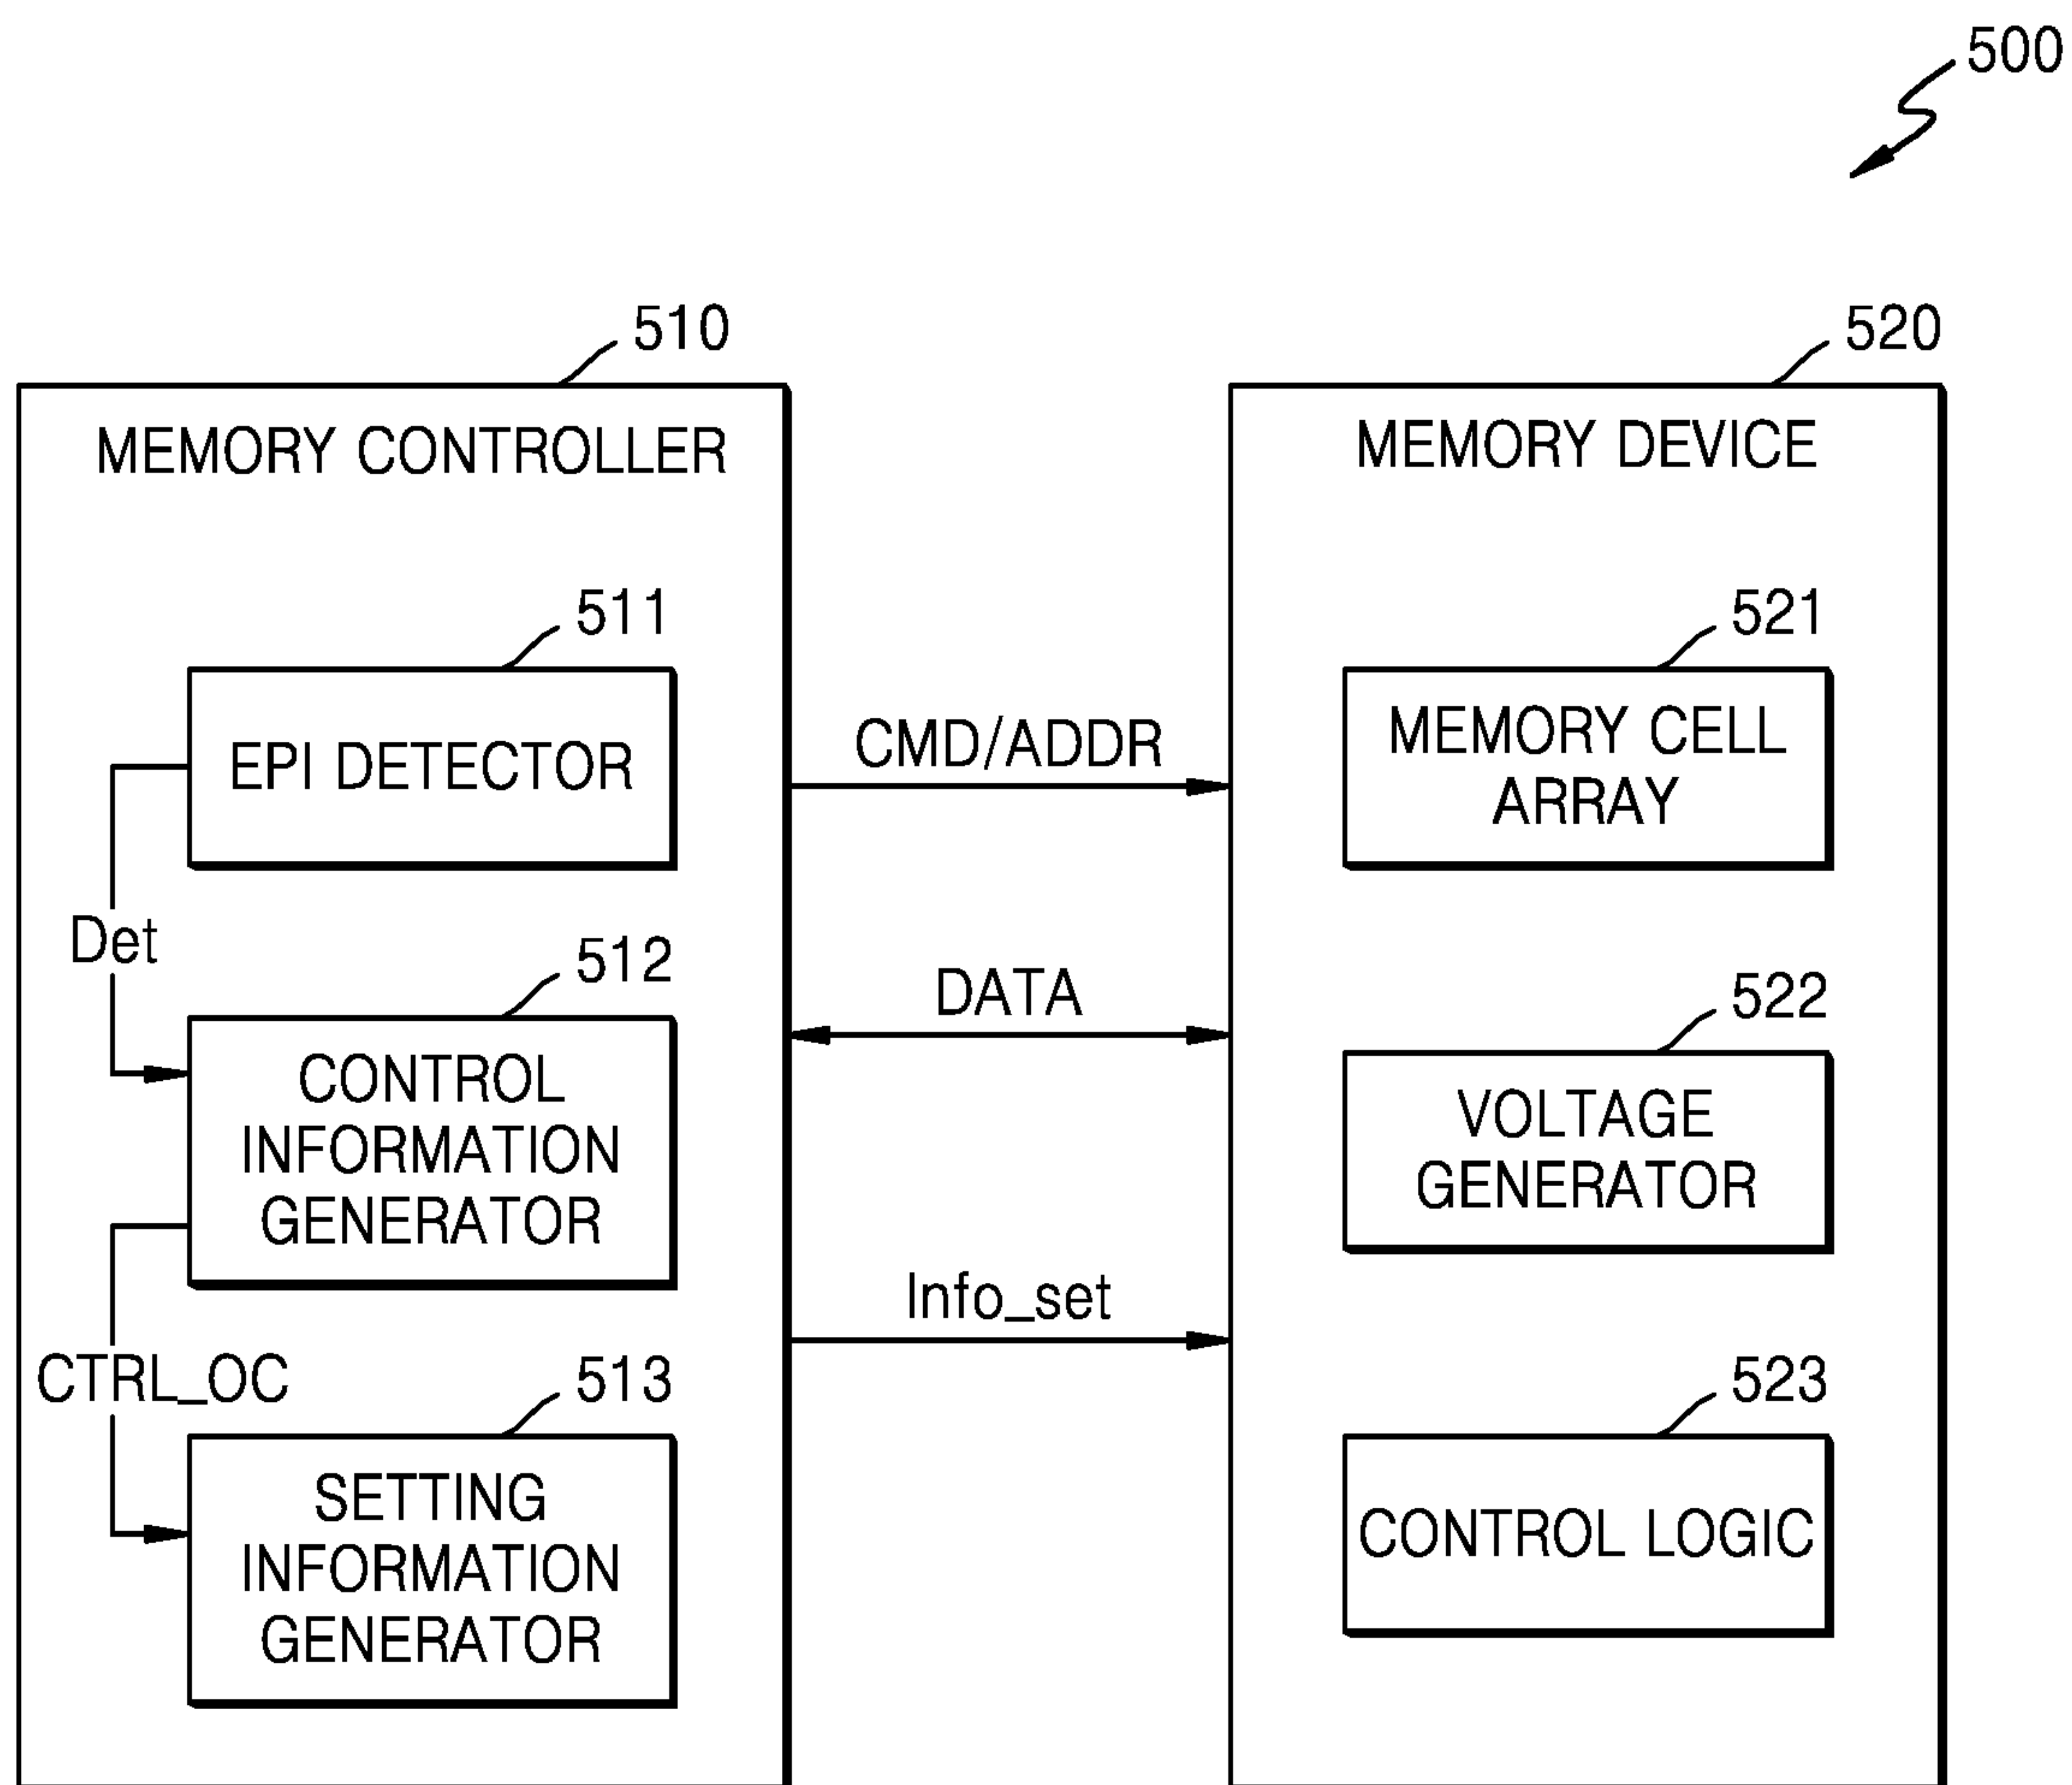 500
510
520
MEMORY CONTROLLER
MEMORY DEVICE
511
EPI DETECTOR
Det
512
CONTROL
INFORMATION
GENERATOR
CTRL_OC
513
SETTING
INFORMATION
GENERATOR
CMD/ADDR
DATA
Info_set
521
MEMORY CELL
ARRAY
522
VOLTAGE
GENERATOR
523
CONTROL LOGIC